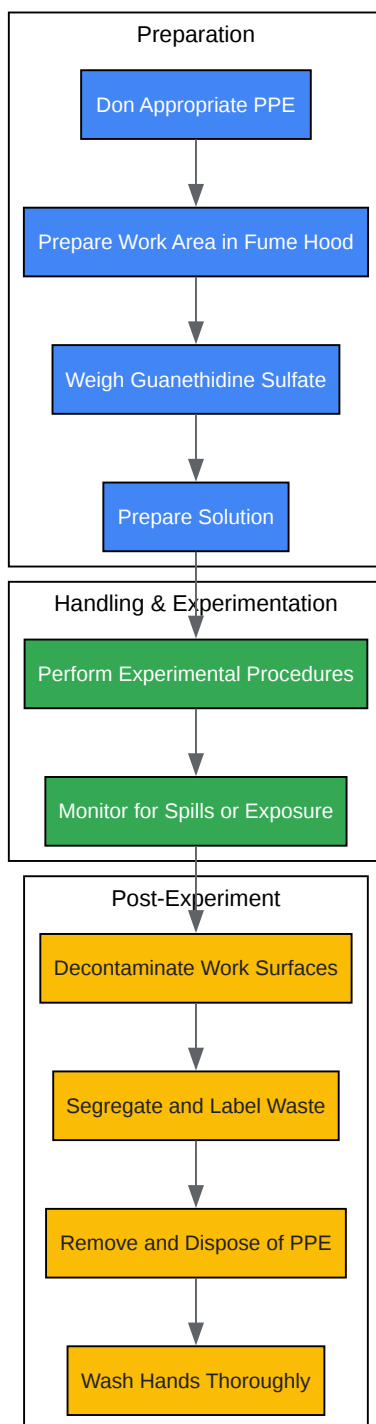 Preparation
Don Appropriate PPE
Prepare Work Area in Fume Hood
Weigh Guanethidine Sulfate
Prepare Solution
Handling & Experimentation
Perform Experimental Procedures
Monitor for Spills or Exposure
Post-Experiment
Decontaminate Work Surfaces
Segregate and Label Waste
Remove and Dispose of PPE
Wash Hands Thoroughly